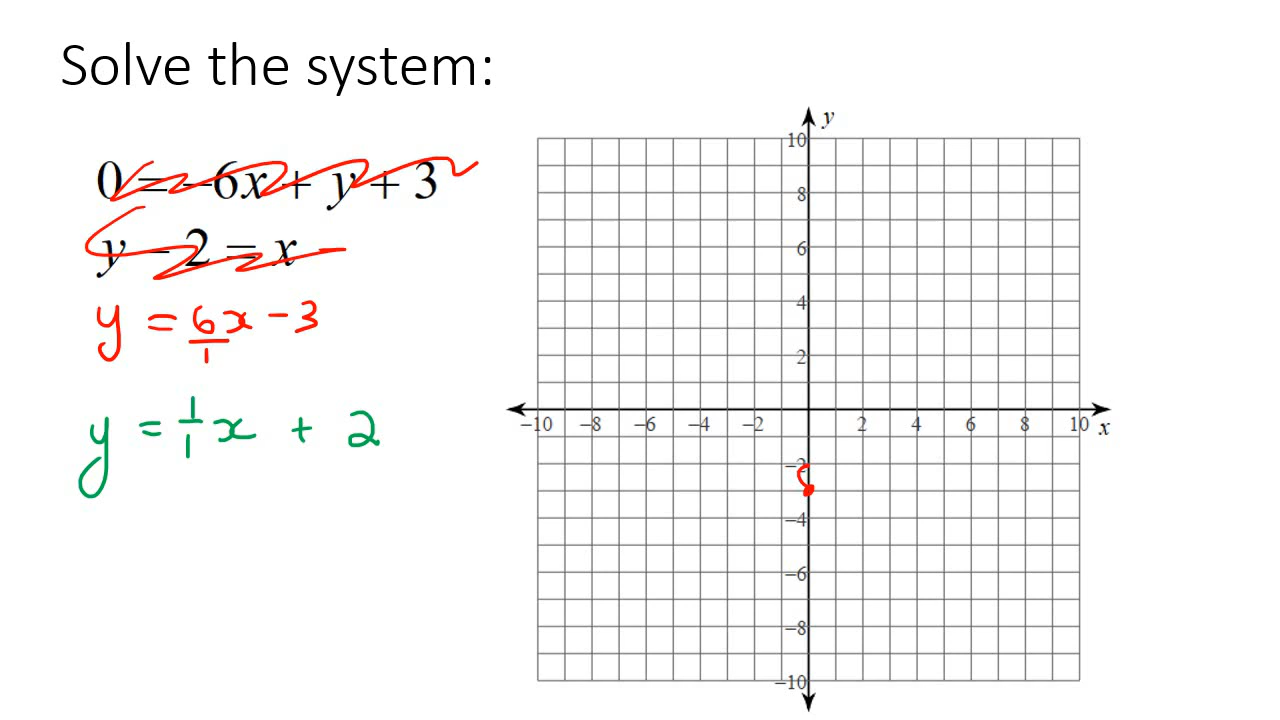 Solve the system:
0 = −6x + y + 3
y − 2 = x
y = 6/1 x − 3
y = 1/1 x + 2
y
10
8
6
4
2
−10 −8 −6 −4 −2 2 4 6 8 10 x
−2
−4
−6
−8
−10